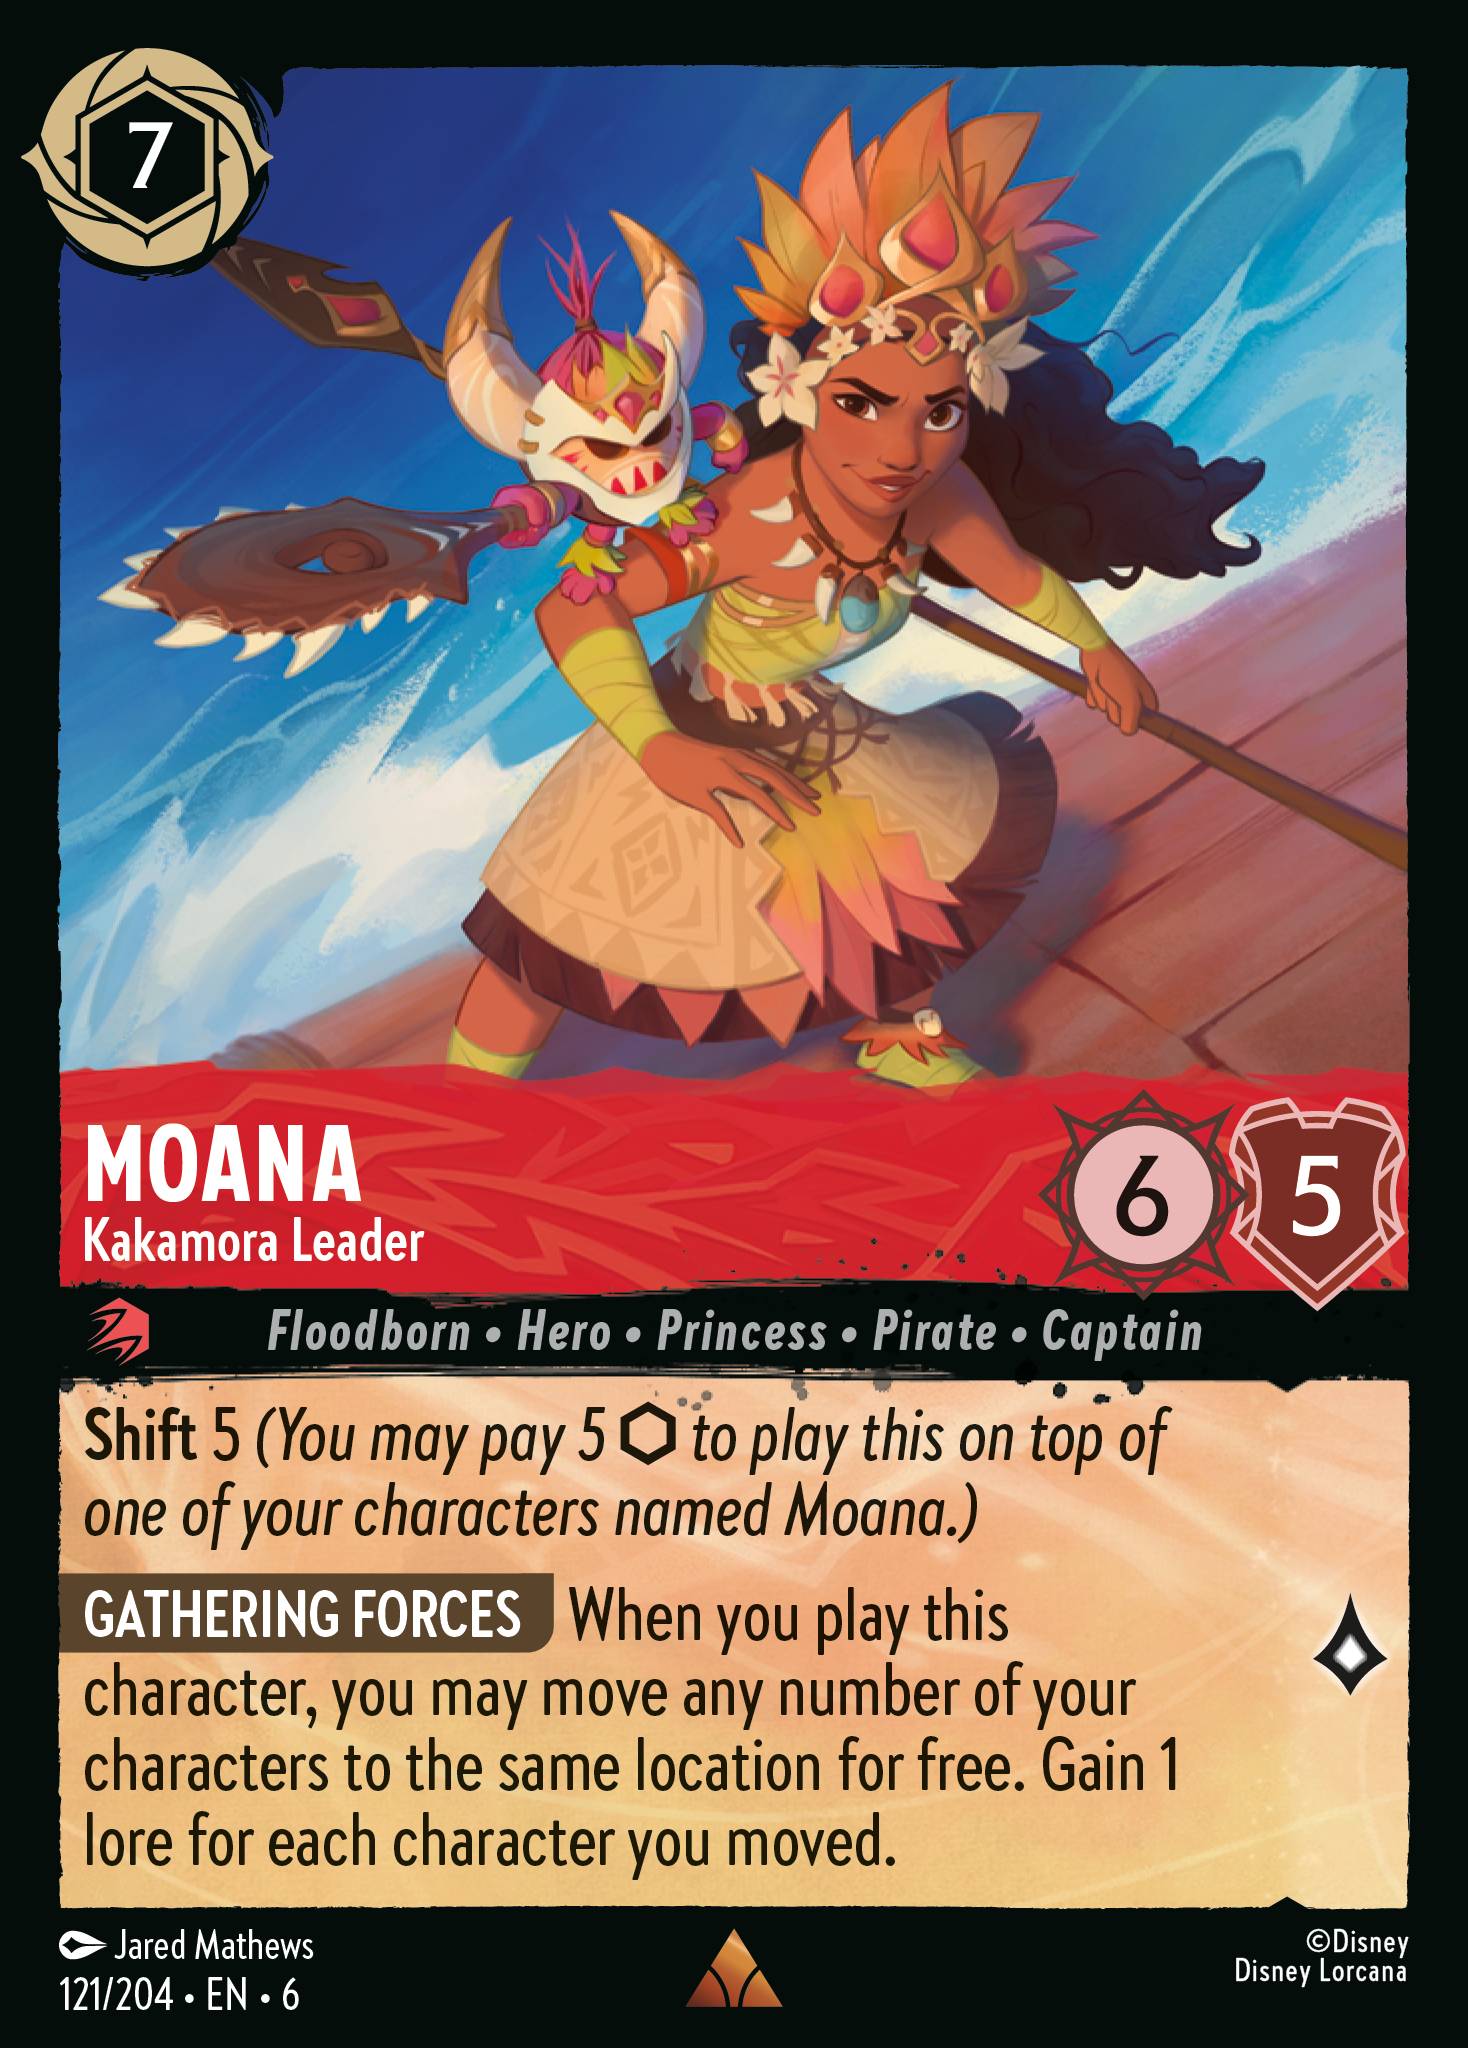 7
MOANA
Kakamora Leader
6
5
Floodborn • Hero • Princess • Pirate • Captain
Shift 5 (You may pay 5 ⬡ to play this on top of
one of your characters named Moana.)
GATHERING FORCES When you play this
character, you may move any number of your
characters to the same location for free. Gain 1
lore for each character you moved.
Jared Mathews
121/204 • EN • 6
©Disney
Disney Lorcana